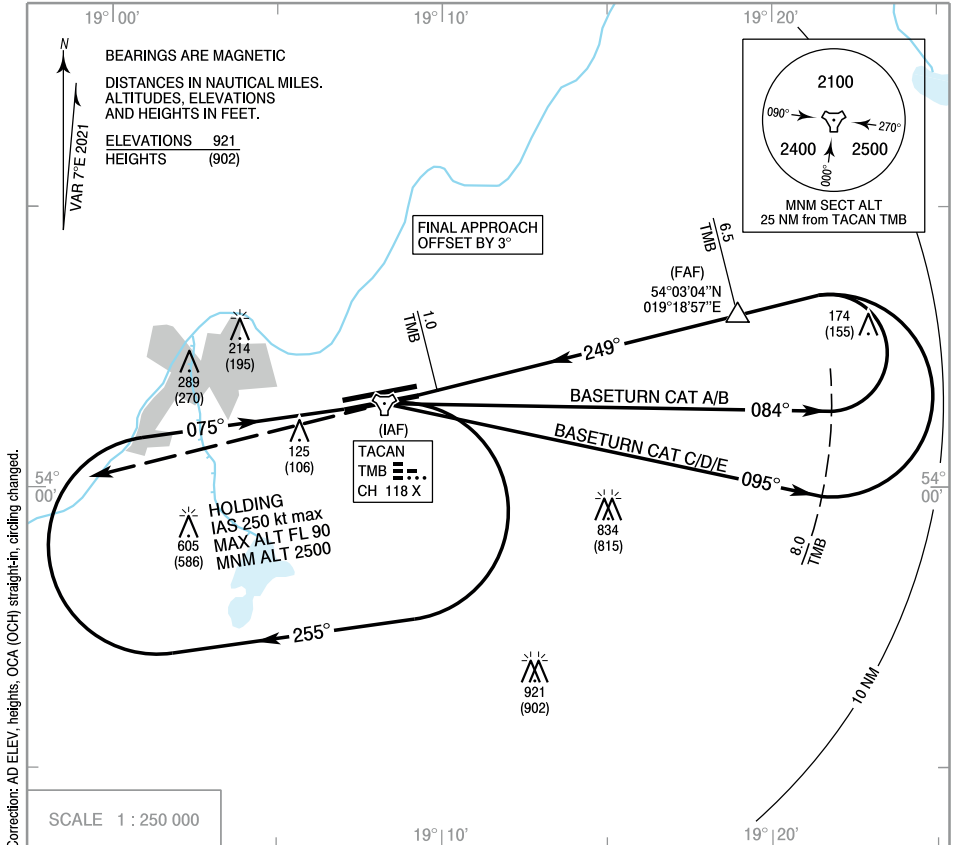 19° 00'
19° 10'
19° 20'
N
VAR 7°E 2021
BEARINGS ARE MAGNETIC
DISTANCES IN NAUTICAL MILES.
ALTITUDES, ELEVATIONS
AND HEIGHTS IN FEET.
ELEVATIONS 921
HEIGHTS (902)
2100
090°
270°
2400
2500
000°
MNM SECT ALT
25 NM from TACAN TMB
FINAL APPROACH
OFFSET BY 3°
6.5
TMB
(FAF)
54°03'04"N
019°18'57"E
174
(155)
1.0
TMB
214
(195)
289
(270)
249°
BASETURN CAT A/B
084°
BASETURN CAT C/D/E
095°
075°
125
(106)
(IAF)
TACAN
TMB
CH 118 X
54°
00'
54°
00'
HOLDING
IAS 250 kt max
MAX ALT FL 90
MNM ALT 2500
605
(586)
834
(815)
8.0
TMB
255°
921
(902)
10 NM
Correction: AD ELEV, heights, OCA (OCH) straight-in, circling changed.
SCALE 1 : 250 000
19° 10'
19° 20'